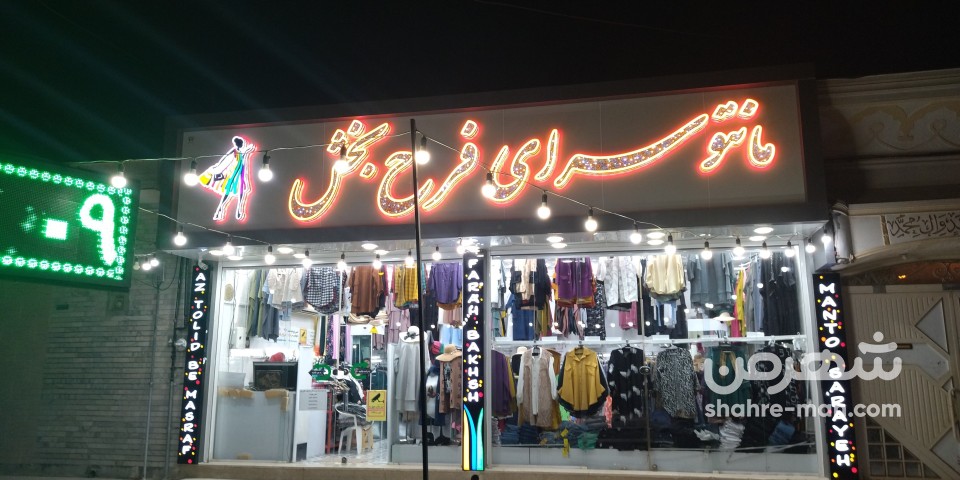 مانتو سرای فرح بخش
و
AZ TOLID BE MASRAF
FARAH BAKHSH
MANTO SARAYEH
شهرمن
shahre-man.com